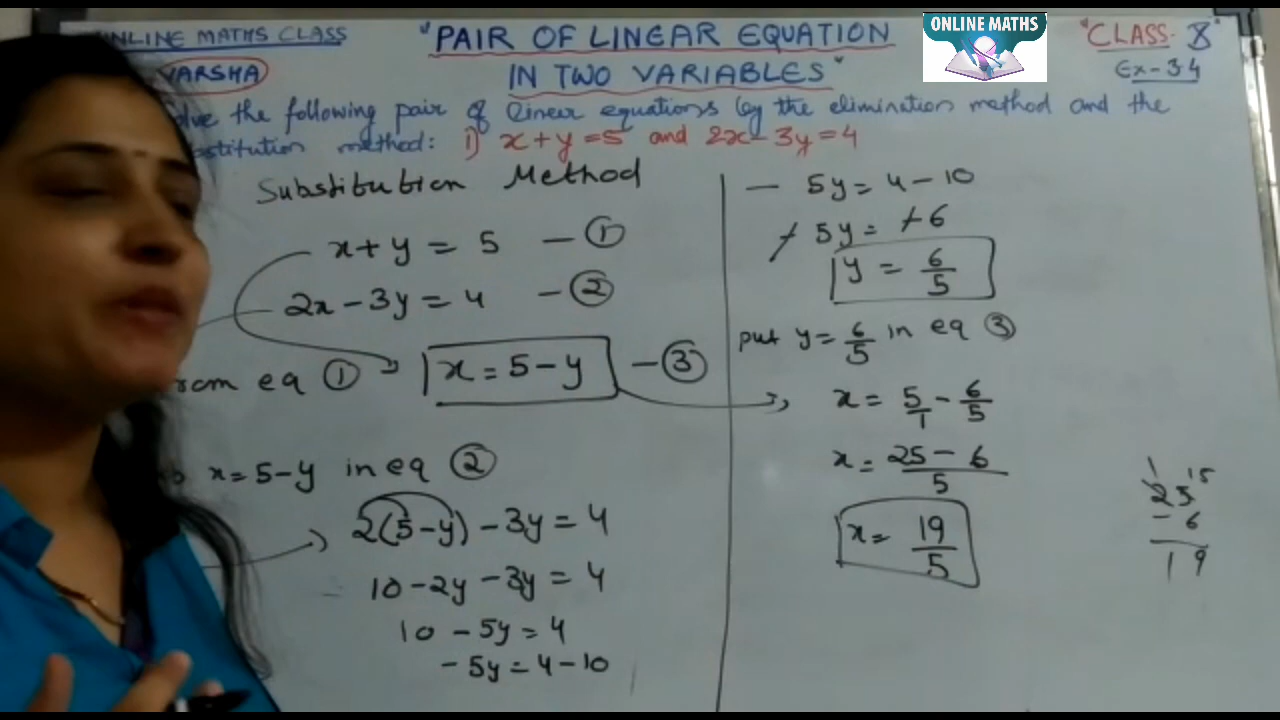 ONLINE MATHS CLASS
VARSHA
"PAIR OF LINEAR EQUATION
IN TWO VARIABLES"
ONLINE MATHS
"CLASS-X"
Ex-3.4
the following pair of linear equations by the elimination method and the
method: 1) x+y=5 and 2x-3y=4
Substitution Method
x+y = 5 - ①
2x-3y = 4 - ②
eq ① x = 5-y - ③
x=5-y in eq ②
2(5-y)-3y = 4
10-2y-3y = 4
10-5y = 4
-5y = 4-10
- 5y = 4-10
-5y = -6
y = 6/5
put y = 6/5 in eq ③
x = 5/1 - 6/5
x = 25-6/5
x = 19/5
1 15
25
-6
19